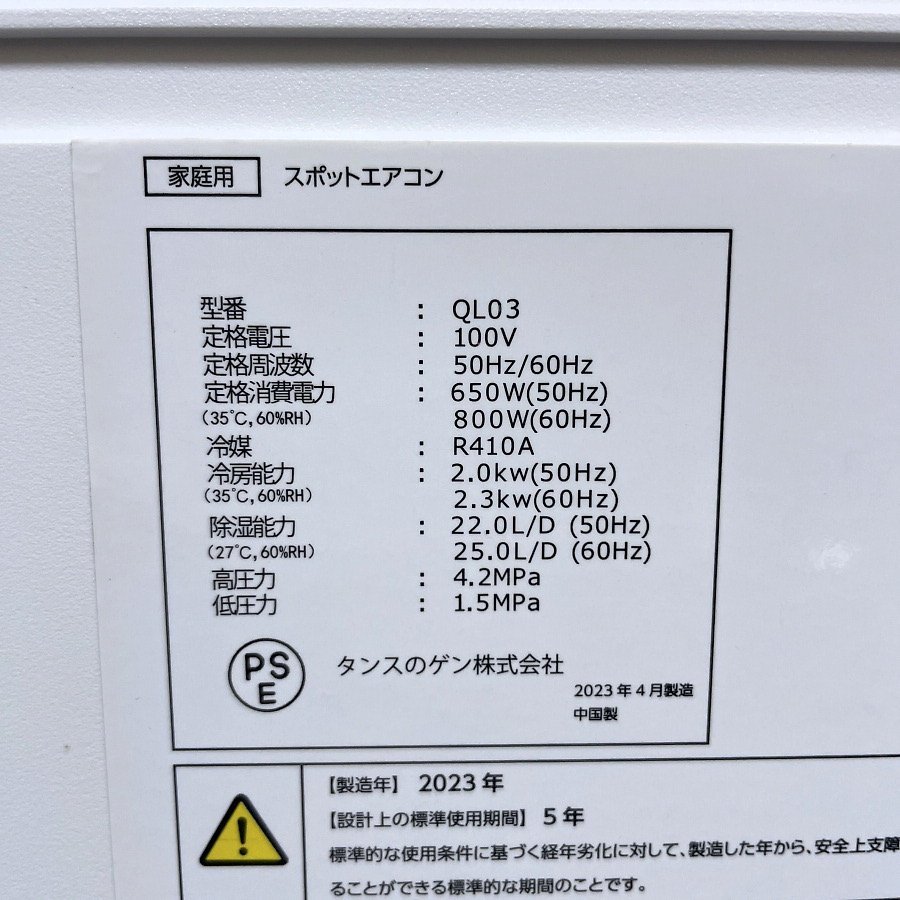 家庭用 スポットエアコン
型番 : QL03
定格電圧 : 100V
定格周波数 : 50Hz/60Hz
定格消費電力 : 650W(50Hz)
(35℃,60%RH) 800W(60Hz)
冷媒 : R410A
冷房能力 : 2.0kw(50Hz)
(35℃,60%RH) 2.3kw(60Hz)
除湿能力 : 22.0L/D (50Hz)
(27℃,60%RH) 25.0L/D (60Hz)
高圧力 : 4.2MPa
低圧力 : 1.5MPa
PSE タンスのゲン株式会社
2023年4月製造
中国製
【製造年】 2023年
【設計上の標準使用期間】 5年
標準的な使用条件に基づく経年劣化に対して、製造した年から、安全上支障
ることができる標準的な期間のことです。